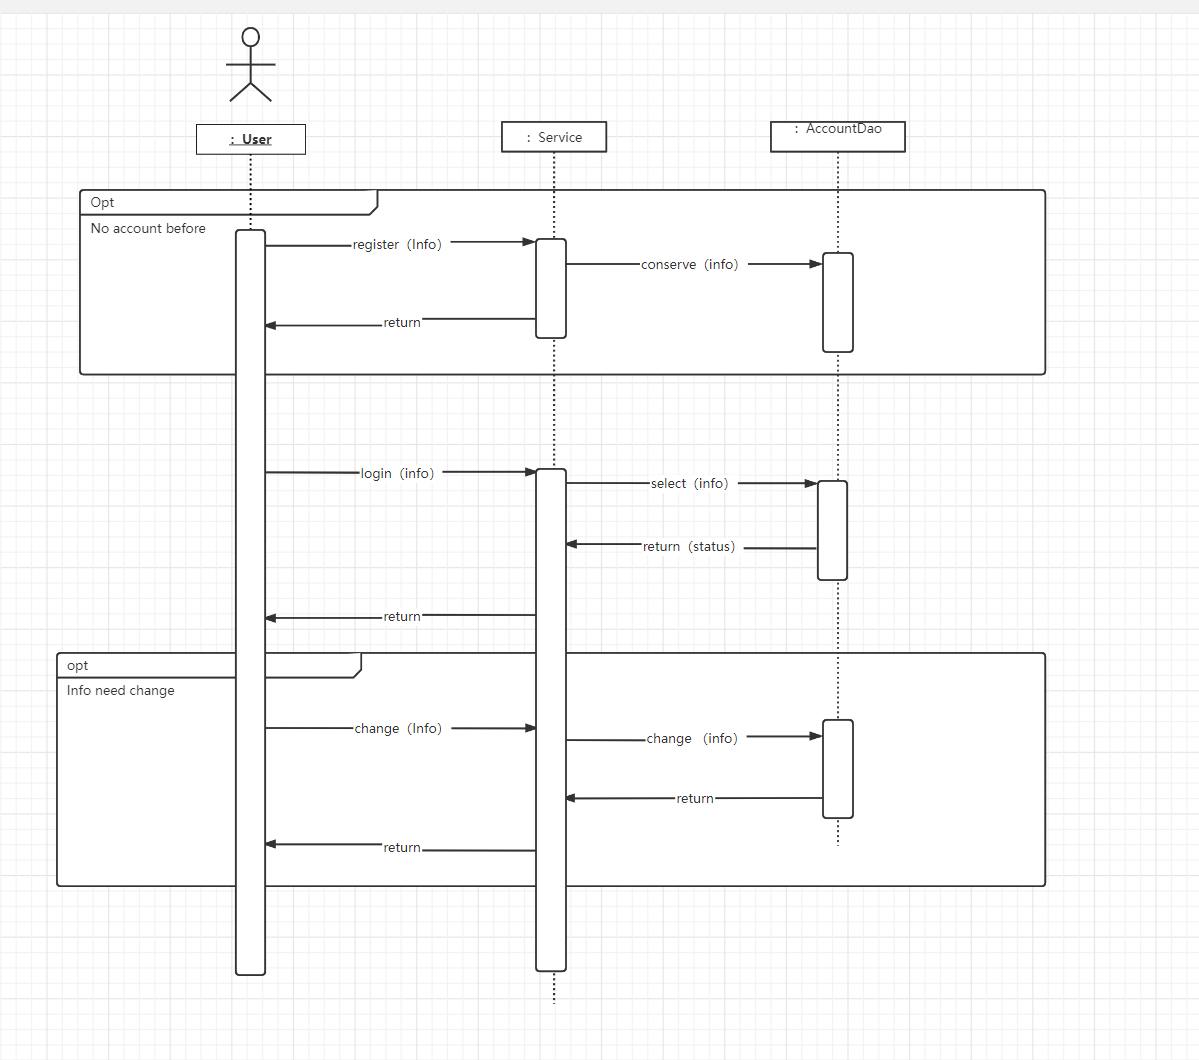 : User
: Service
: AccountDao
Opt
No account before
register（Info）
conserve（info）
return
login（info）
select（info）
return（status）
return
opt
Info need change
change（Info）
change （info）
return
return